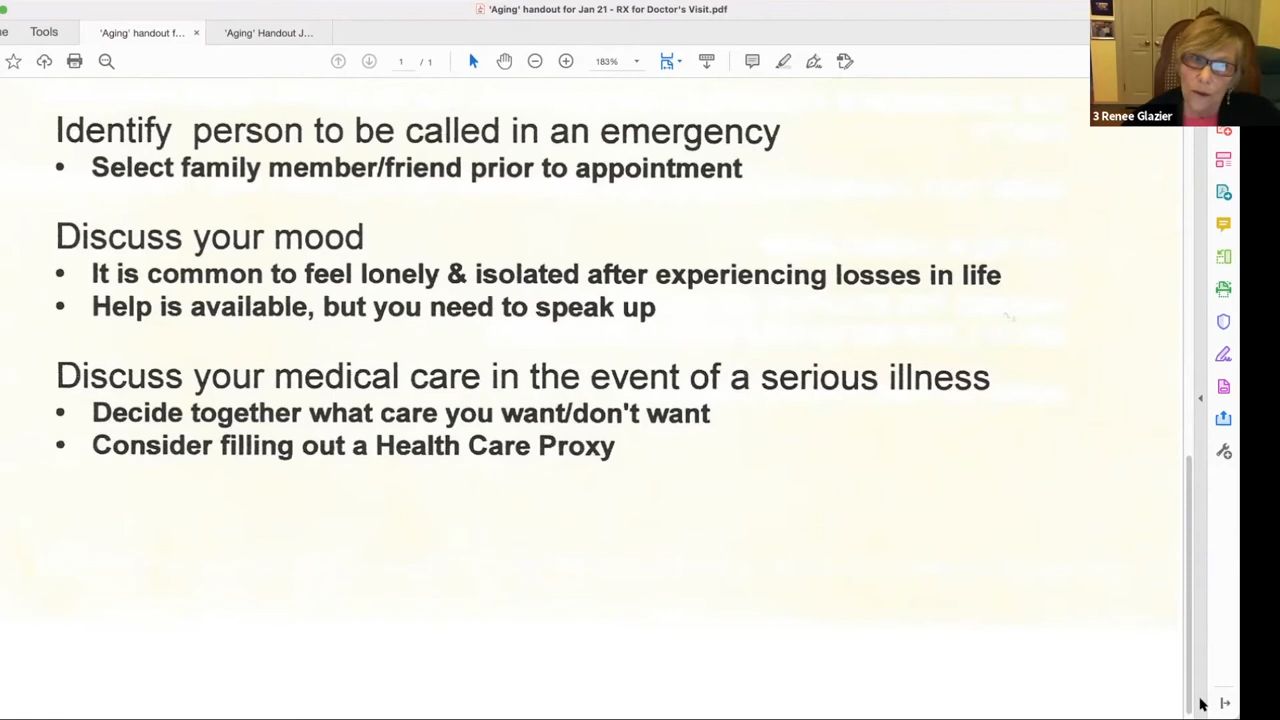 'Aging' handout for Jan 21 - RX for Doctor's Visit.pdf
Tools
'Aging' handout f... ×
'Aging' Handout J...
1 / 1
183%
3 Renee Glazier
Identify person to be called in an emergency
• Select family member/friend prior to appointment
Discuss your mood
• It is common to feel lonely & isolated after experiencing losses in life
• Help is available, but you need to speak up
Discuss your medical care in the event of a serious illness
• Decide together what care you want/don't want
• Consider filling out a Health Care Proxy